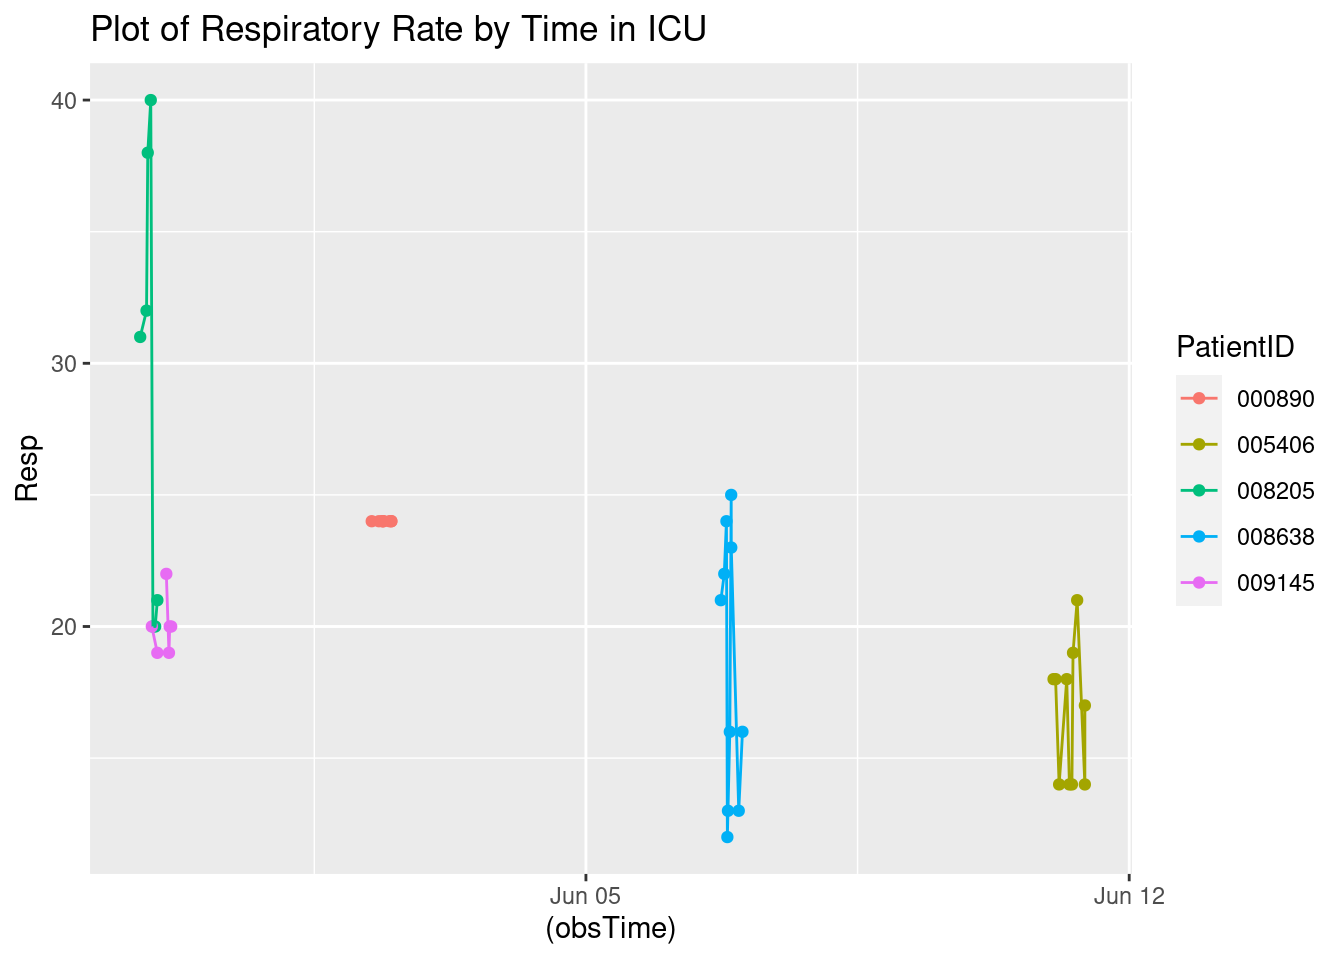 Plot of Respiratory Rate by Time in ICU
40
30
20
Resp
Jun 05
Jun 12
(obsTime)
PatientID
000890
005406
008205
008638
009145